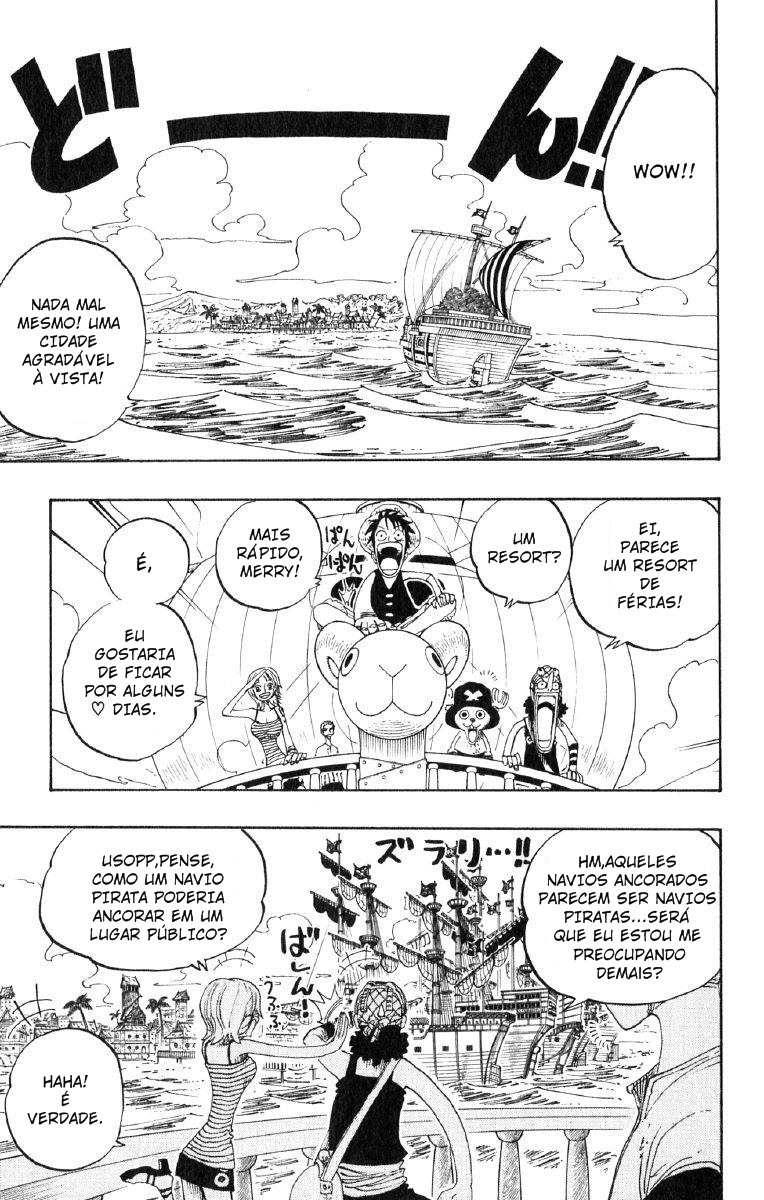 どーん!!
WOW!!
NADA MAL
MESMO! UMA
CIDADE
AGRADÁVEL
À VISTA!
EI,
PARECE
UM RESORT
DE
FÉRIAS!
UM
RESORT?
ぱん
ぱん
MAIS
RÁPIDO,
MERRY!
É,
EU
GOSTARIA
DE FICAR
POR ALGUNS
♡ DIAS.
HM,AQUELES
NAVIOS ANCORADOS
PARECEM SER NAVIOS
PIRATAS...SERÁ
QUE EU ESTOU ME
PREOCUPANDO
DEMAIS?
ズラリ…!!
USOPP,PENSE,
COMO UM NAVIO
PIRATA PODERIA
ANCORAR EM UM
LUGAR PÚBLICO?
ばしーん!
うふふ
HAHA!
É
VERDADE.